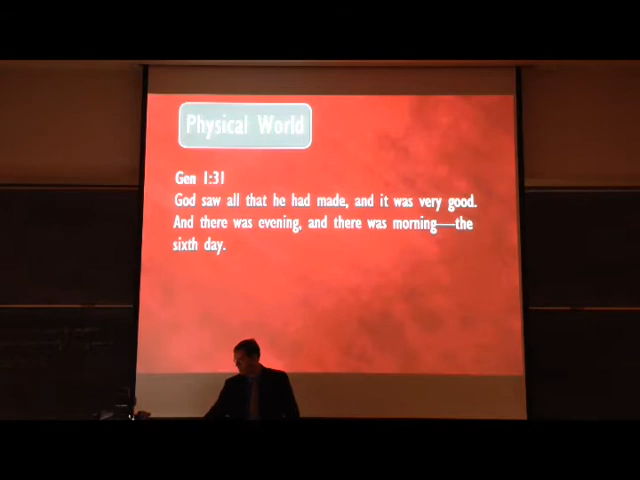 Physical World
Gen 1:31
God saw all that he had made, and it was very good.
And there was evening, and there was morning—the
sixth day.